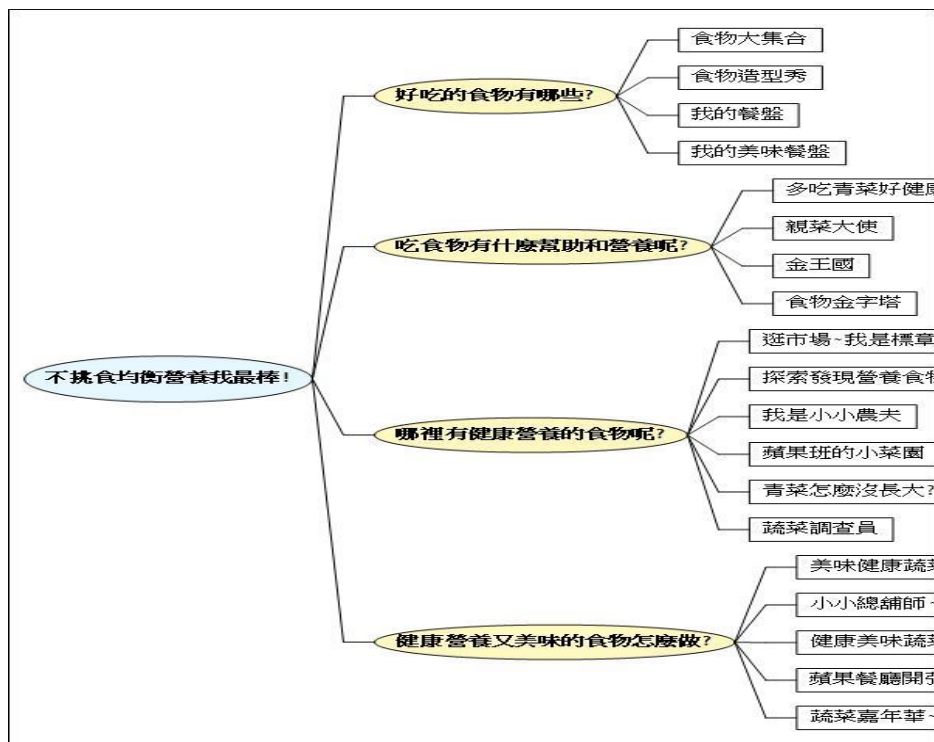 不挑食均衡營養我最棒!
好吃的食物有哪些?
食物大集合
食物造型秀
我的餐盤
我的美味餐盤
吃食物有什麼幫助和營養呢?
多吃青菜好健康
親菜大使
金王國
食物金字塔
哪裡有健康營養的食物呢?
逛市場~我是標章
探索發現營養食物
我是小小農夫
蘋果班的小菜園
青菜怎麼沒長大?
蔬菜調查員
健康營養又美味的食物怎麼做?
美味健康蔬菜
小小總舖師
健康美味蔬菜
蘋果餐廳開張
蔬菜嘉年華~